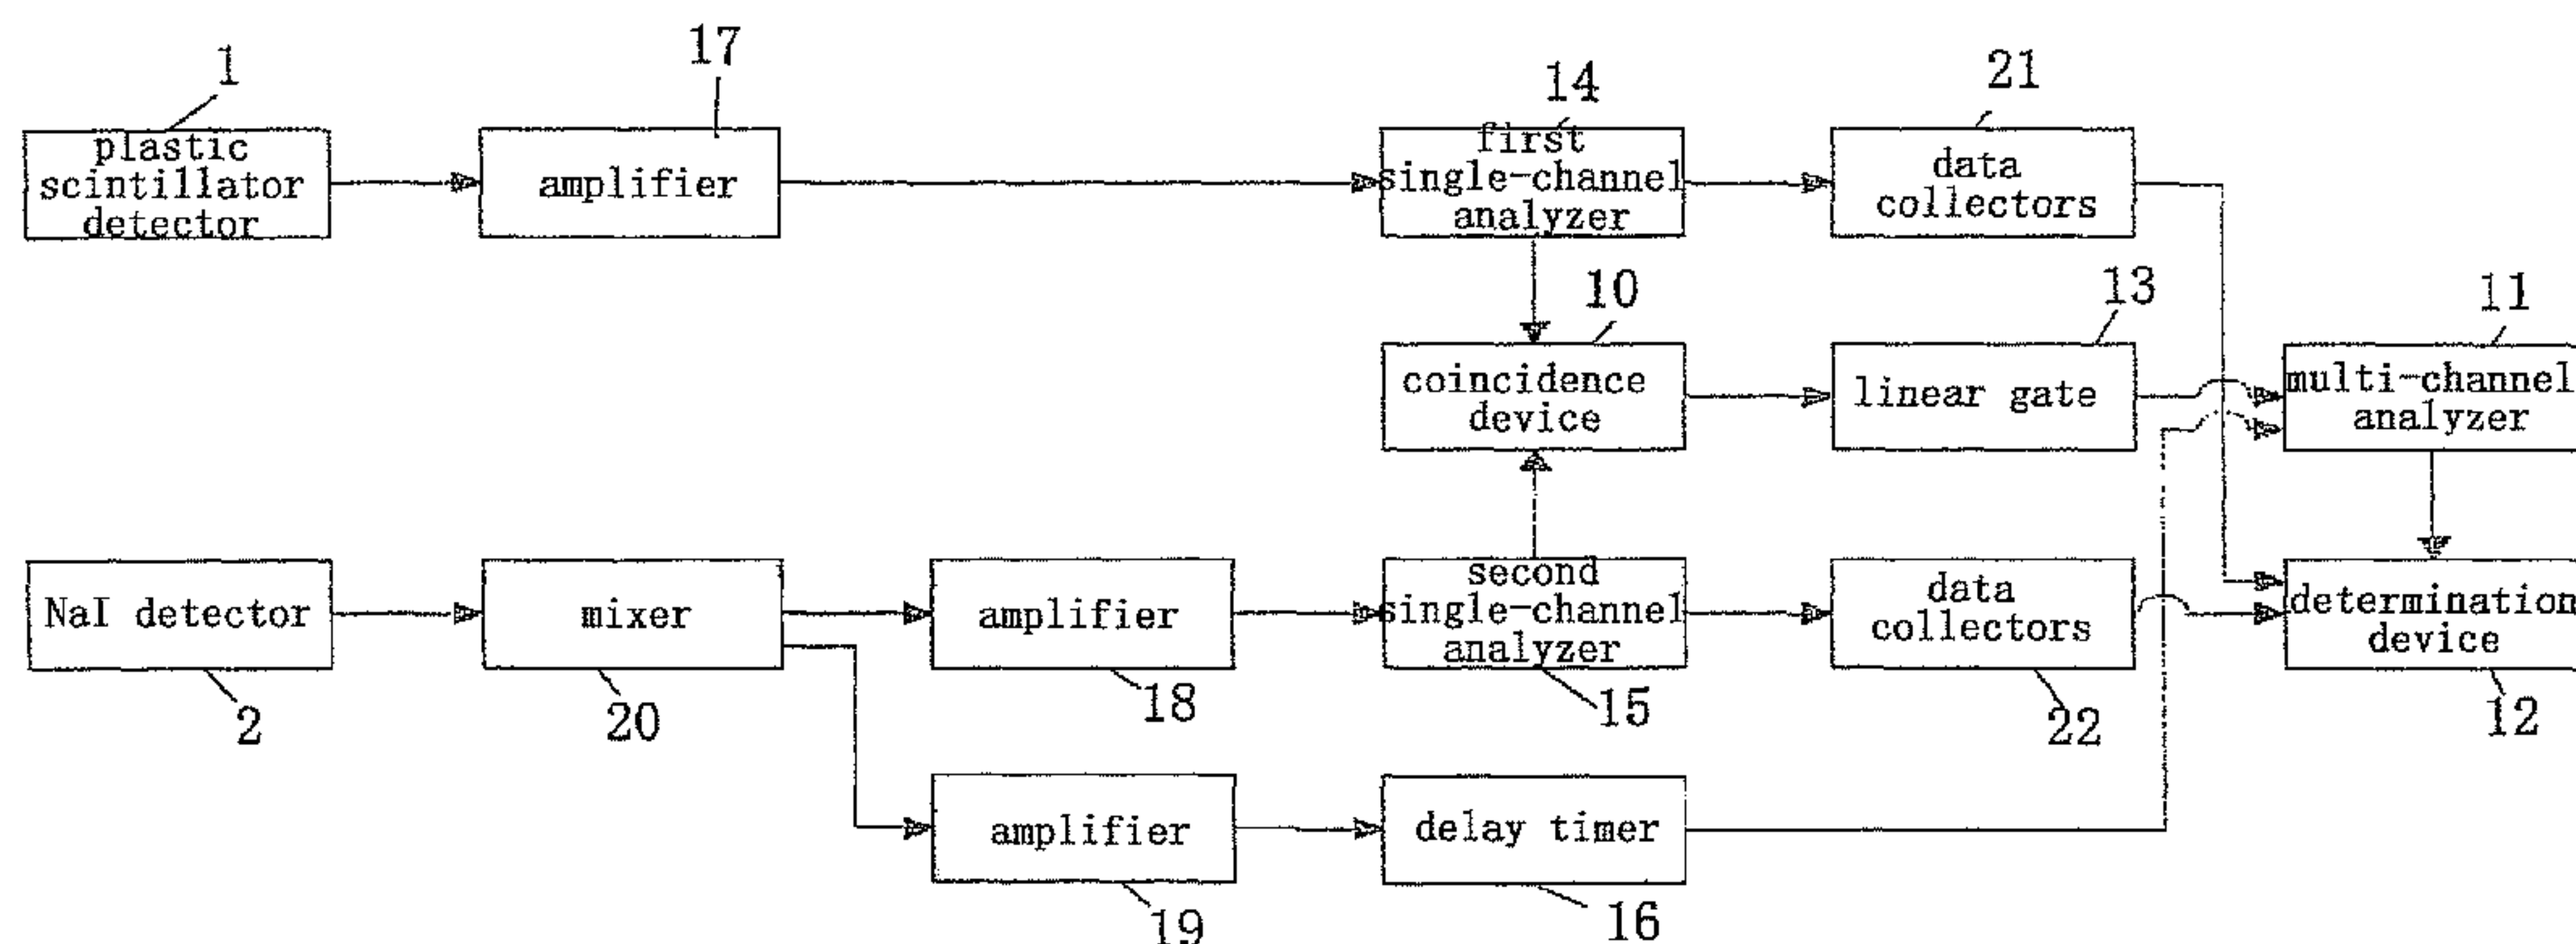 1
17
14
21
plastic
scintillator
detector
amplifier
first
single-channel
analyzer
data
collectors
10
13
11
coincidence
device
linear gate
multi-channel
analyzer
NaI detector
mixer
amplifier
second
single-channel
analyzer
data
collectors
determination
device
2
20
18
15
22
12
amplifier
delay timer
19
16